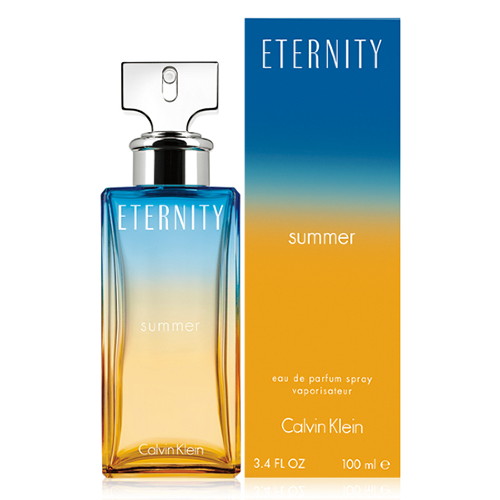 ETERNITY
summer
Calvin Klein
ETERNITY
summer
eau de parfum spray
vaporisateur
Calvin Klein
3.4 FL OZ 100 ml e